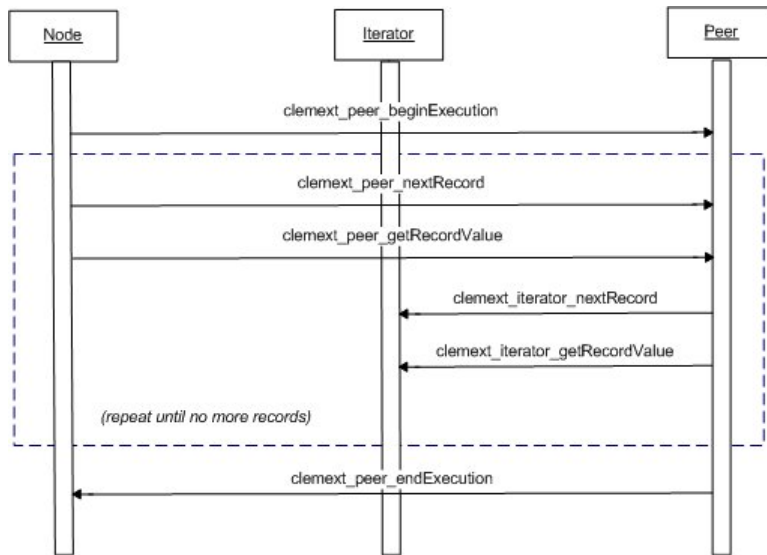 Node
Iterator
Peer
clemext_peer_beginExecution
clemext_peer_nextRecord
clemext_peer_getRecordValue
clemext_iterator_nextRecord
clemext_iterator_getRecordValue
(repeat until no more records)
clemext_peer_endExecution